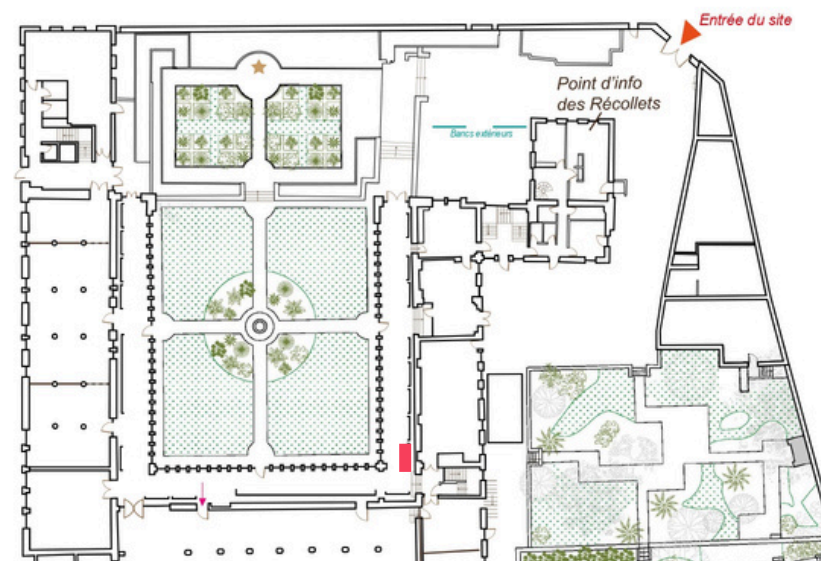 Entrée du site
Point d'info
des Récollets
Bancs extérieurs